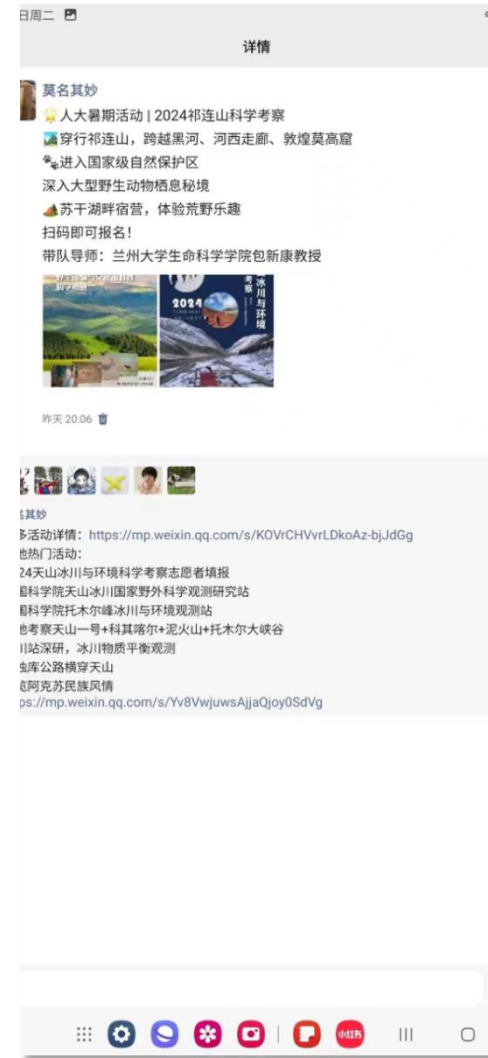 日周二
详情
莫名其妙
🌟人大暑期活动 | 2024祁连山科学考察
🏞️穿行祁连山，跨越黑河、河西走廊、敦煌莫高窟
🐾进入国家级自然保护区
深入大型野生动物栖息秘境
🏕️苏干湖畔宿营，体验荒野乐趣
扫码即可报名！
带队导师：兰州大学生命科学学院包新康教授
科学考察
2024
冰川与环境
考察
昨天 20:06
其妙
多活动详情：https://mp.weixin.qq.com/s/KOVrCHVvrLDkoAz-bjJdGg
他热门活动：
24天山冰川与环境科学考察志愿者填报
国科学院天山冰川国家野外科学观测研究站
国科学院托木尔峰冰川与环境观测站
地考察天山一号+科其喀尔+泥火山+托木尔大峡谷
川站深研，冰川物质平衡观测
独库公路横穿天山
览阿克苏民族风情
ps://mp.weixin.qq.com/s/Yv8VwjuwsAjjaQjoy0SdVg
小红书